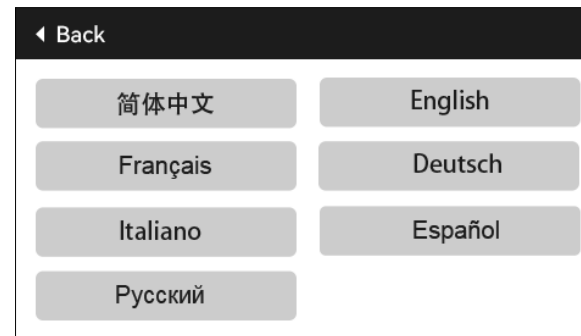 Back
简体中文 English
Français Deutsch
Italiano Español
Русский